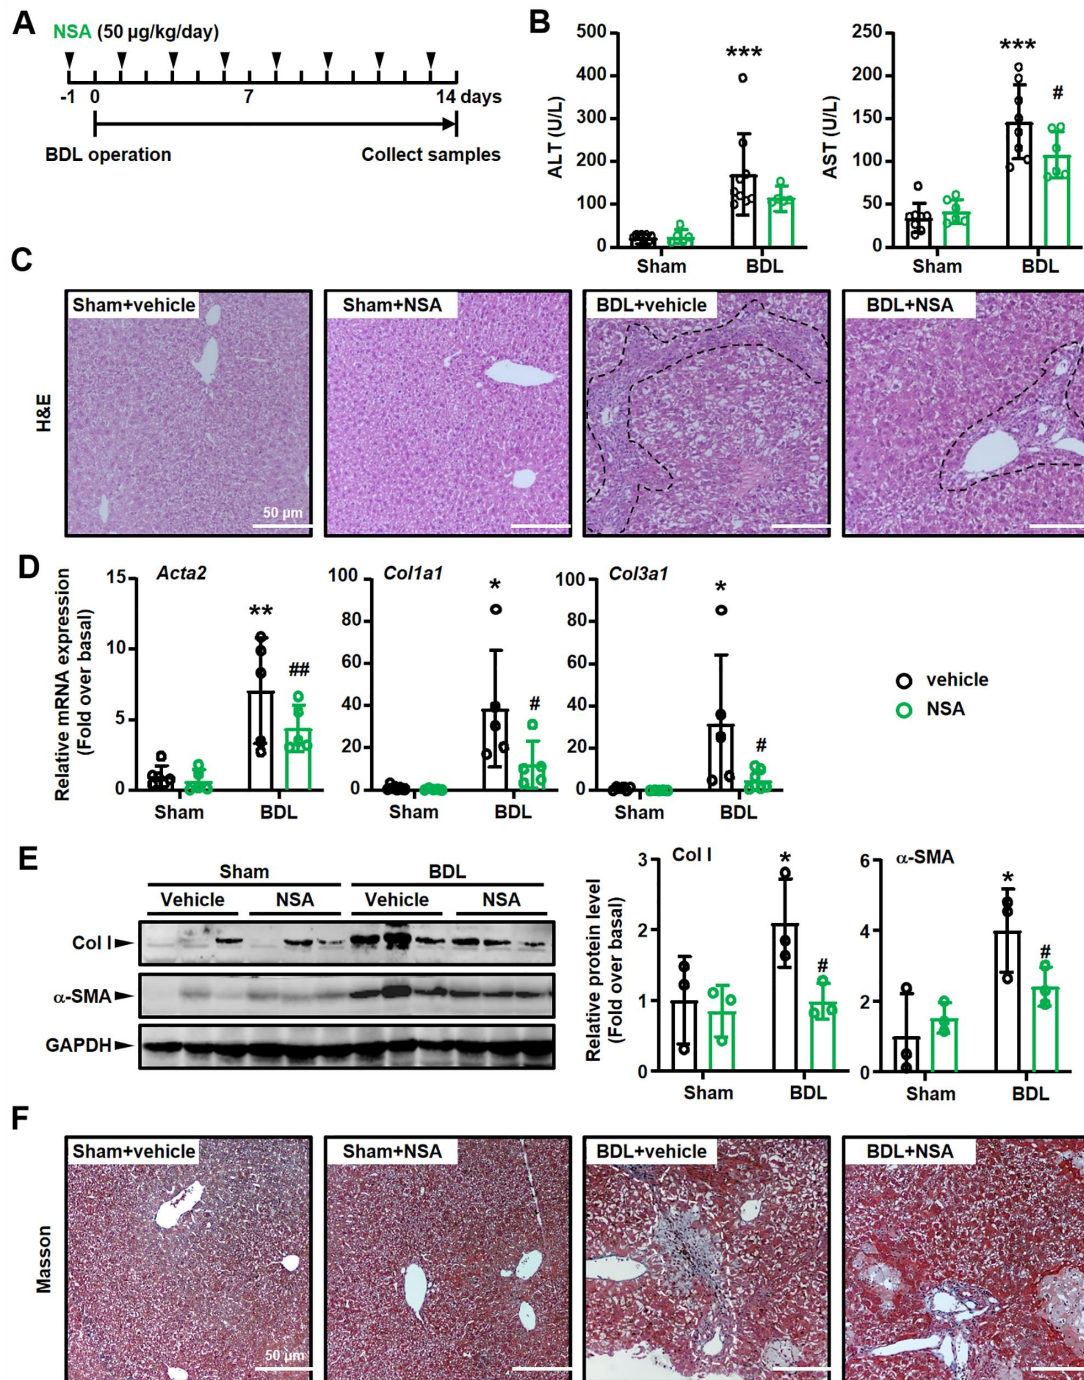 A
NSA (50 µg/kg/day)
-1 0 7 14 days
BDL operation Collect samples
B
ALT (U/L)
500
400
300
200
100
0
***
Sham BDL
AST (U/L)
250
200
150
100
50
0
***
#
Sham BDL
C
H&E
Sham+vehicle Sham+NSA BDL+vehicle BDL+NSA
50 µm
D
Relative mRNA expression
(Fold over basal)
Acta2
15
10
5
0
**
##
Sham BDL
Col1a1
100
80
60
40
20
0
*
#
Sham BDL
Col3a1
100
80
60
40
20
0
*
#
Sham BDL
vehicle
NSA
E
Sham BDL
Vehicle NSA Vehicle NSA
Col I
α-SMA
GAPDH
Relative protein level
(Fold over basal)
Col I
3
2
1
0
*
#
Sham BDL
α-SMA
6
4
2
0
*
#
Sham BDL
F
Masson
Sham+vehicle Sham+NSA BDL+vehicle BDL+NSA
50 µm